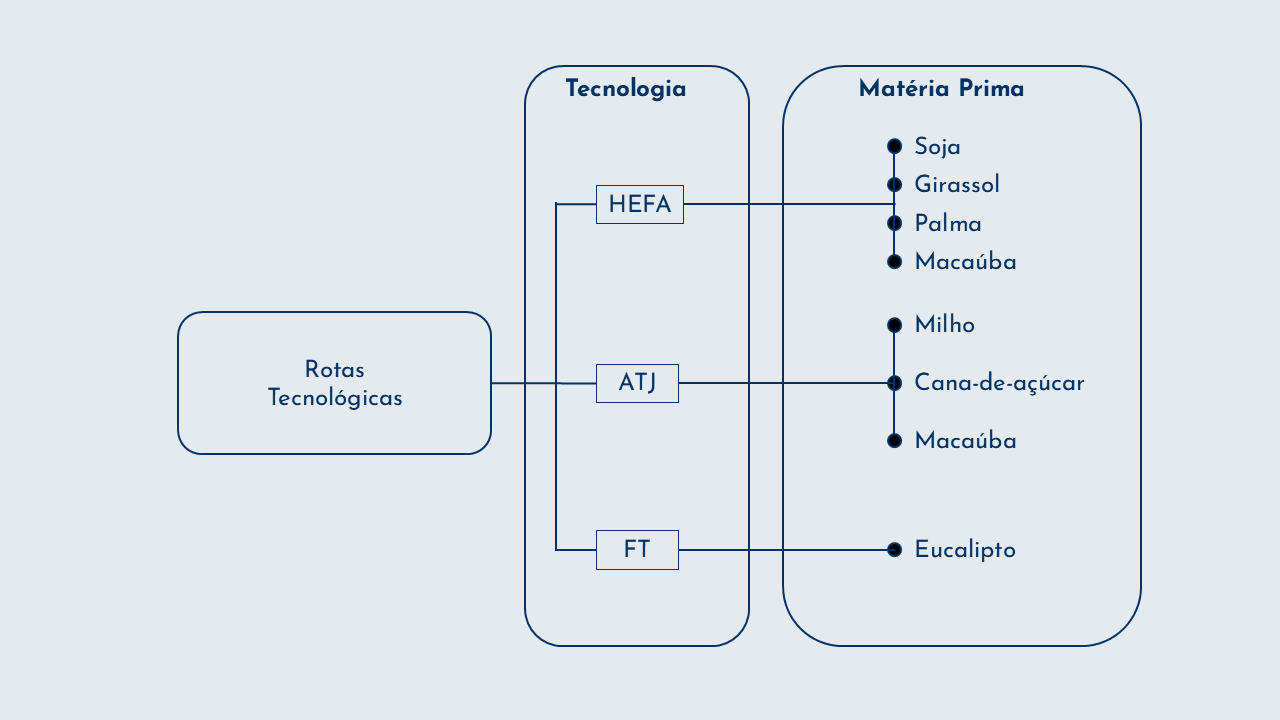 Tecnologia
Matéria Prima
Soja
Girassol
HEFA
Palma
Macaúba
Milho
Rotas
Tecnológicas
ATJ
Cana-de-açúcar
Macaúba
FT
Eucalipto